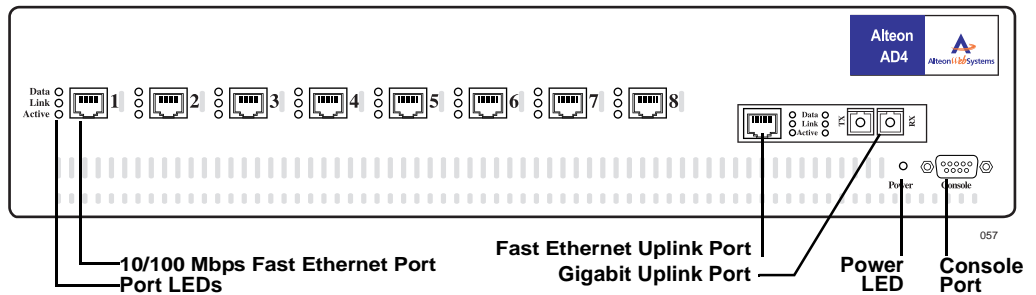 Alteon
AD4
Alteon WebSystems
Data
Link
Active
1
2
3
4
5
6
7
8
Data
Link
Active
TX
RX
Power
Console
057
10/100 Mbps Fast Ethernet Port
Port LEDs
Fast Ethernet Uplink Port
Gigabit Uplink Port
Power
LED
Console
Port